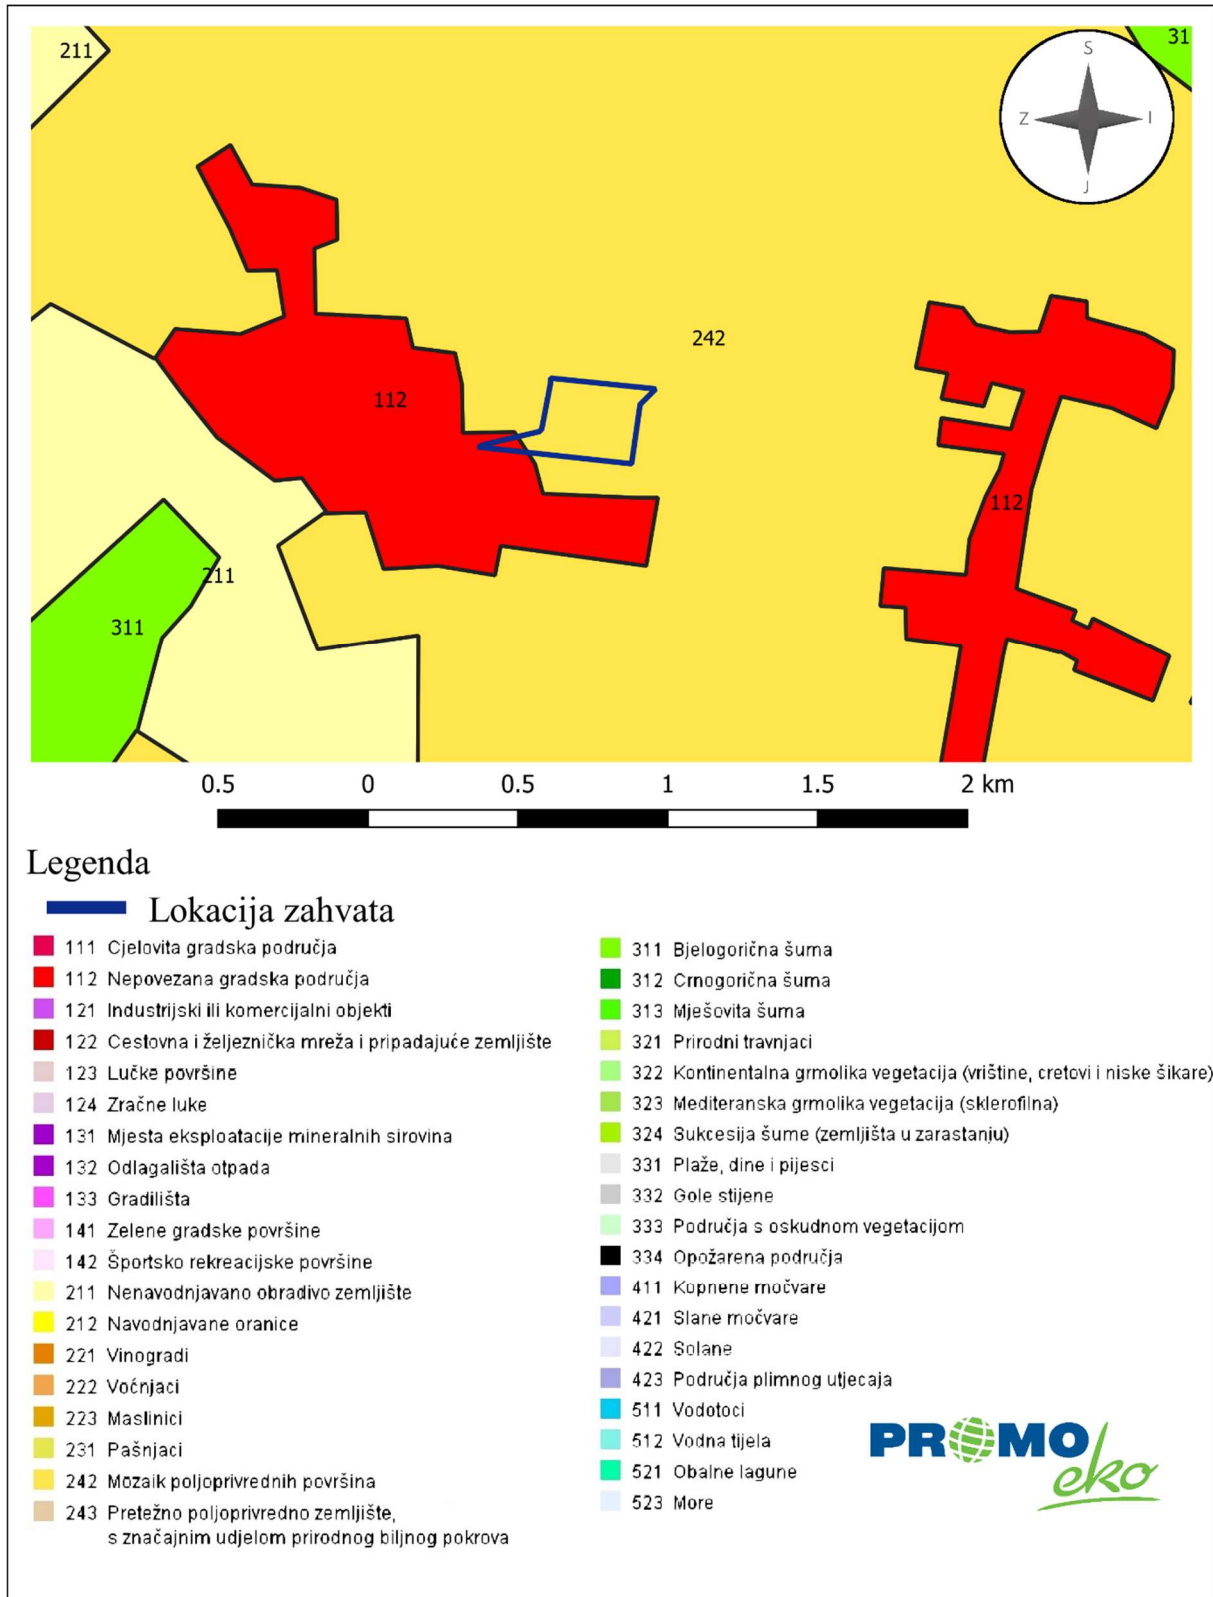 211
31
S
Z
I
J
242
112
112
211
311
0.5 0 0.5 1 1.5 2 km
Legenda
Lokacija zahvata
111 Cjelovita gradska područja
112 Nepovezana gradska područja
121 Industrijski ili komercijalni objekti
122 Cestovna i željeznička mreža i pripadajuće zemljište
123 Lučke površine
124 Zračne luke
131 Mjesta eksploatacije mineralnih sirovina
132 Odlagališta otpada
133 Gradilišta
141 Zelene gradske površine
142 Športsko rekreacijske površine
211 Nenavodnjavano obradivo zemljište
212 Navodnjavane oranice
221 Vinogradi
222 Voćnjaci
223 Maslinici
231 Pašnjaci
242 Mozaik poljoprivrednih površina
243 Pretežno poljoprivredno zemljište,
s značajnim udjelom prirodnog biljnog pokrova
311 Bjelogorična šuma
312 Crnogorična šuma
313 Mješovita šuma
321 Prirodni travnjaci
322 Kontinentalna grmolika vegetacija (vrištine, cretovi i niske šikare)
323 Mediteranska grmolika vegetacija (sklerofilna)
324 Sukcesija šume (zemljišta u zarastanju)
331 Plaže, dine i pijesci
332 Gole stijene
333 Područja s oskudnom vegetacijom
334 Opožarena područja
411 Kopnene močvare
421 Slane močvare
422 Solane
423 Područja plimnog utjecaja
511 Vodotoci
512 Vodna tijela
521 Obalne lagune
523 More
PROMO
eko